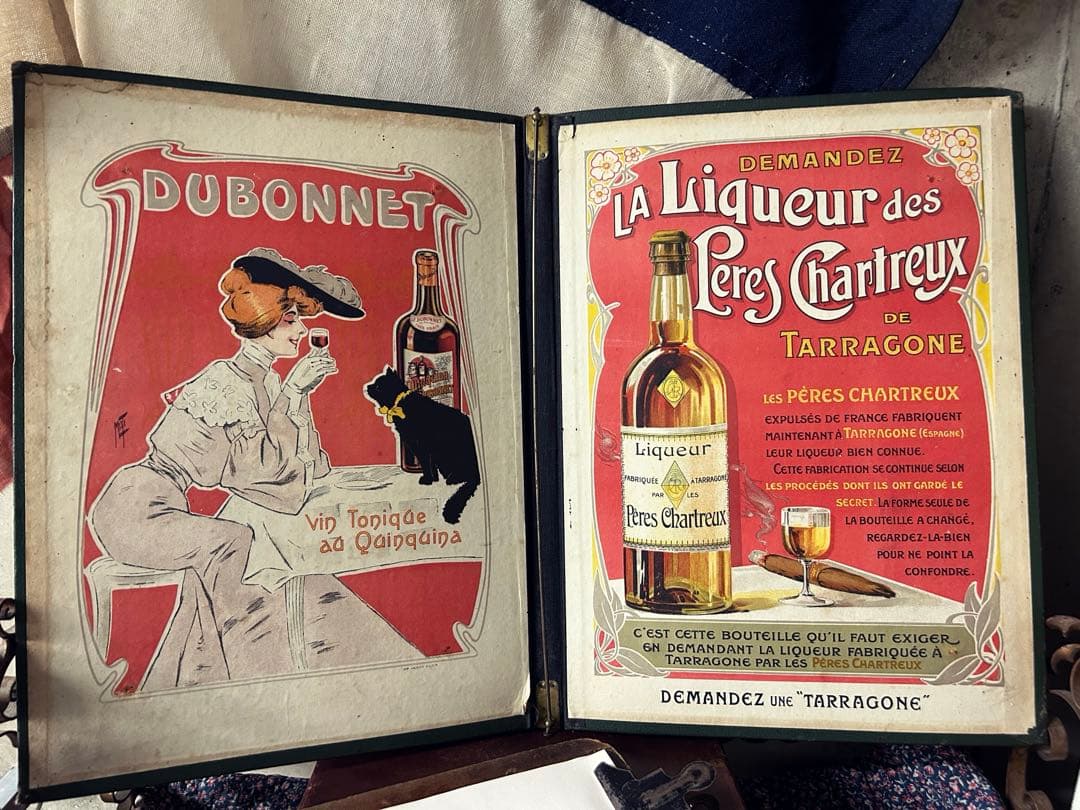 DUBONNET
DUBONNET
Quinquina
Vin Tonique
au Quinquina
DEMANDEZ
LA Liqueur des
Pères Chartreux
DE
TARRAGONE
LES PÈRES CHARTREUX
EXPULSÉS DE FRANCE FABRIQUENT
MAINTENANT À TARRAGONE (ESPAGNE)
LEUR LIQUEUR BIEN CONNUE.
CETTE FABRICATION SE CONTINUE SELON
LES PROCÉDÉS DONT ILS ONT GARDÉ LE
SECRET. LA FORME SEULE DE
LA BOUTEILLE A CHANGÉ,
REGARDEZ-LA-BIEN
POUR NE POINT LA
CONFONDRE.
Liqueur
FABRIQUÉE À TARRAGONE
PAR LES
Pères Chartreux
C'EST CETTE BOUTEILLE QU'IL FAUT EXIGER
EN DEMANDANT LA LIQUEUR FABRIQUÉE À
TARRAGONE PAR LES PÈRES CHARTREUX
DEMANDEZ UNE "TARRAGONE"